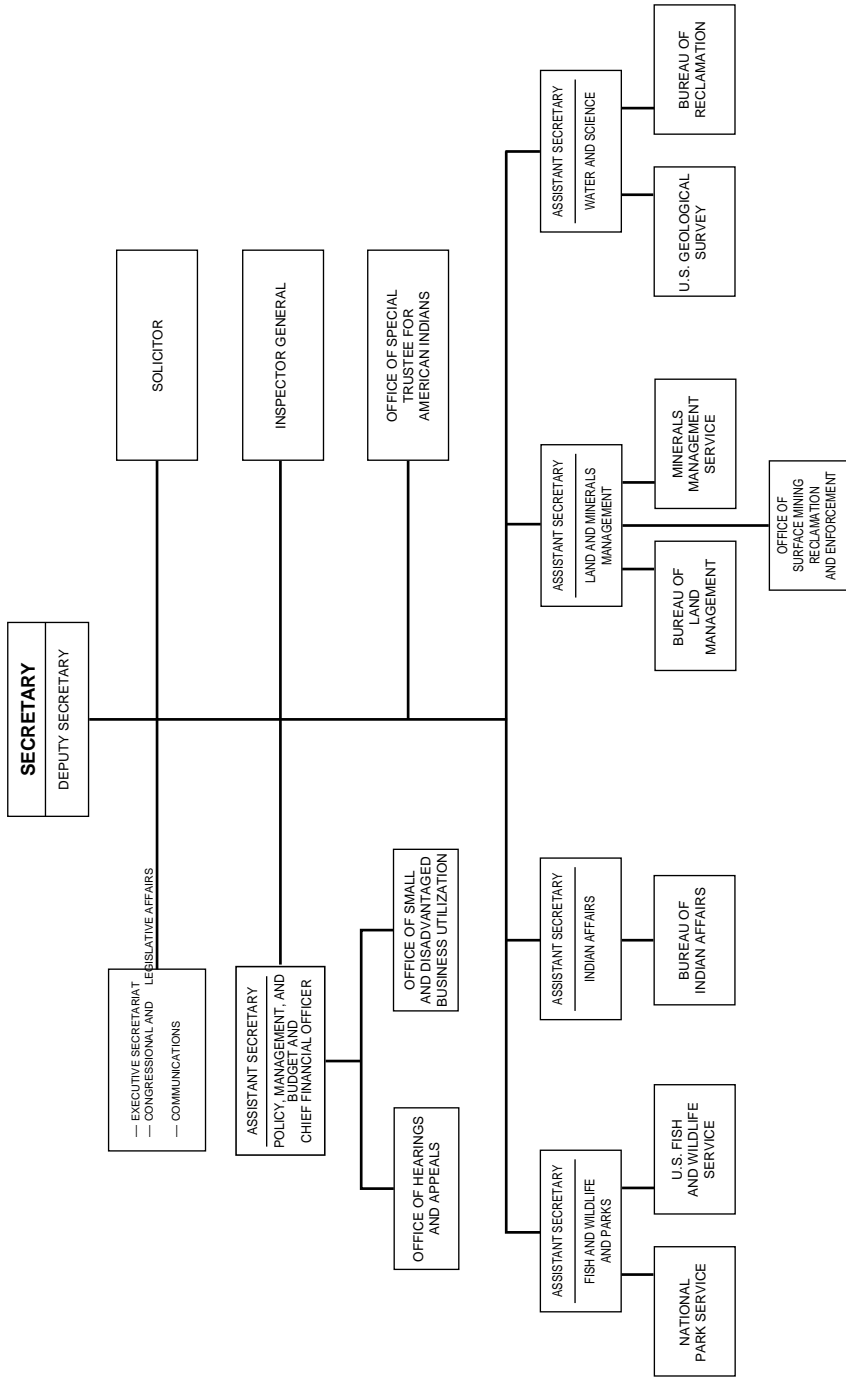 SECRETARY
DEPUTY SECRETARY
— EXECUTIVE SECRETARIAT
— CONGRESSIONAL AND LEGISLATIVE AFFAIRS
— COMMUNICATIONS
SOLICITOR
ASSISTANT SECRETARY
POLICY, MANAGEMENT, AND
BUDGET AND
CHIEF FINANCIAL OFFICER
INSPECTOR GENERAL
OFFICE OF HEARINGS
AND APPEALS
OFFICE OF SMALL
AND DISADVANTAGED
BUSINESS UTILIZATION
OFFICE OF SPECIAL
TRUSTEE FOR
AMERICAN INDIANS
ASSISTANT SECRETARY
FISH AND WILDLIFE
AND PARKS
ASSISTANT SECRETARY
INDIAN AFFAIRS
ASSISTANT SECRETARY
LAND AND MINERALS
MANAGEMENT
ASSISTANT SECRETARY
WATER AND SCIENCE
NATIONAL
PARK SERVICE
U.S. FISH
AND WILDLIFE
SERVICE
BUREAU OF
INDIAN AFFAIRS
BUREAU OF
LAND
MANAGEMENT
MINERALS
MANAGEMENT
SERVICE
U.S. GEOLOGICAL
SURVEY
BUREAU OF
RECLAMATION
OFFICE OF
SURFACE MINING
RECLAMATION
AND ENFORCEMENT